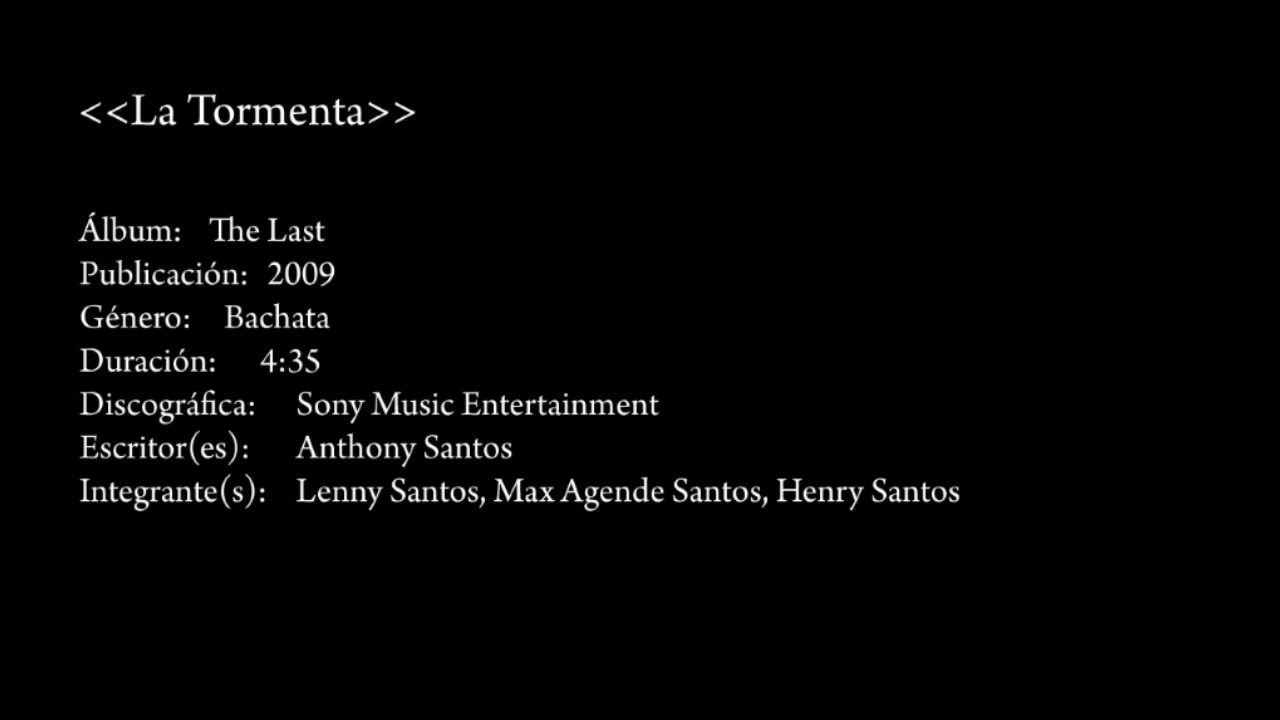 <<La Tormenta>>
Álbum: The Last
Publicación: 2009
Género: Bachata
Duración: 4:35
Discográfica: Sony Music Entertainment
Escritor(es): Anthony Santos
Integrante(s): Lenny Santos, Max Agende Santos, Henry Santos